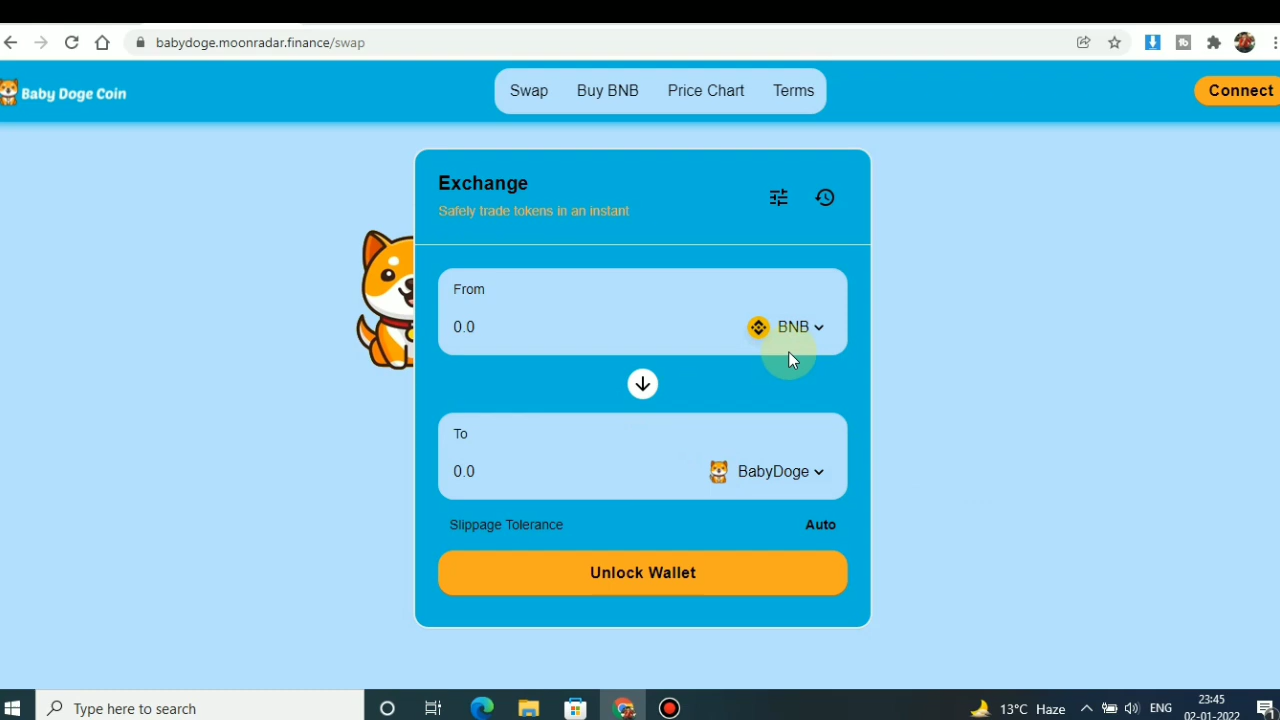 babydoge.moonradar.finance/swap
Baby Doge Coin
Swap Buy BNB Price Chart Terms
Connect
Exchange
Safely trade tokens in an instant
From
0.0 BNB
To
0.0 BabyDoge
Slippage Tolerance Auto
Unlock Wallet
Type here to search
13°C Haze
ENG
23:45
02-01-2022